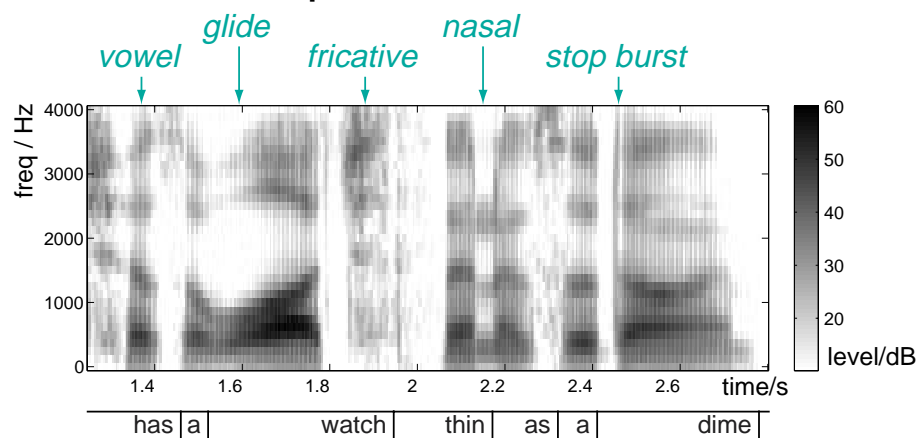 glide nasal
vowel fricative stop burst
freq / Hz
4000
3000
2000
1000
0
1.4 1.6 1.8 2 2.2 2.4 2.6 time/s
60
50
40
30
20
level/dB
has a watch thin as a dime